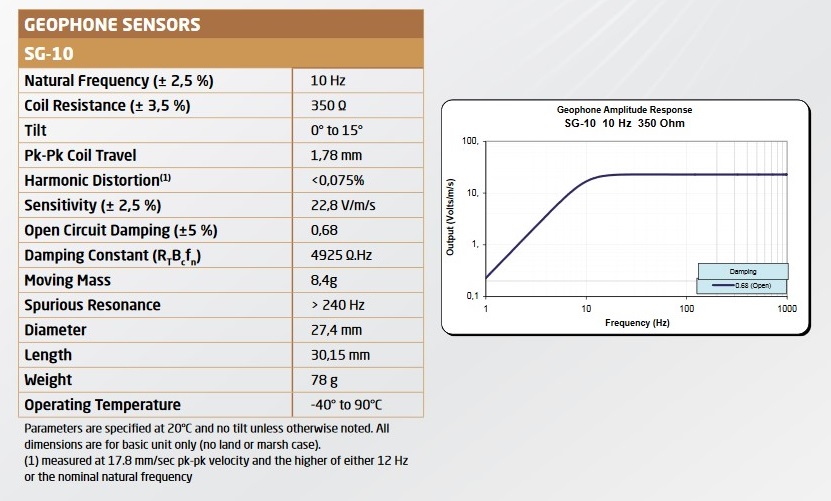 GEOPHONE SENSORS
SG-10
Natural Frequency (± 2,5 %) 10 Hz
Coil Resistance (± 3,5 %) 350 Ω
Tilt 0° to 15°
Pk-Pk Coil Travel 1,78 mm
Harmonic Distortion(1) <0,075%
Sensitivity (± 2,5 %) 22,8 V/m/s
Open Circuit Damping (±5 %) 0,68
Damping Constant (RTBcfn) 4925 Ω.Hz
Moving Mass 8,4g
Spurious Resonance > 240 Hz
Diameter 27,4 mm
Length 30,15 mm
Weight 78 g
Operating Temperature -40° to 90°C
Parameters are specified at 20°C and no tilt unless otherwise noted. All
dimensions are for basic unit only (no land or marsh case).
(1) measured at 17.8 mm/sec pk-pk velocity and the higher of either 12 Hz
or the nominal natural frequency
Geophone Amplitude Response
SG-10 10 Hz 350 Ohm
Output (Volts/m/s)
100,
10,
1,
0,1
Damping
0.68 (Open)
1 10 100 1000
Frequency (Hz)